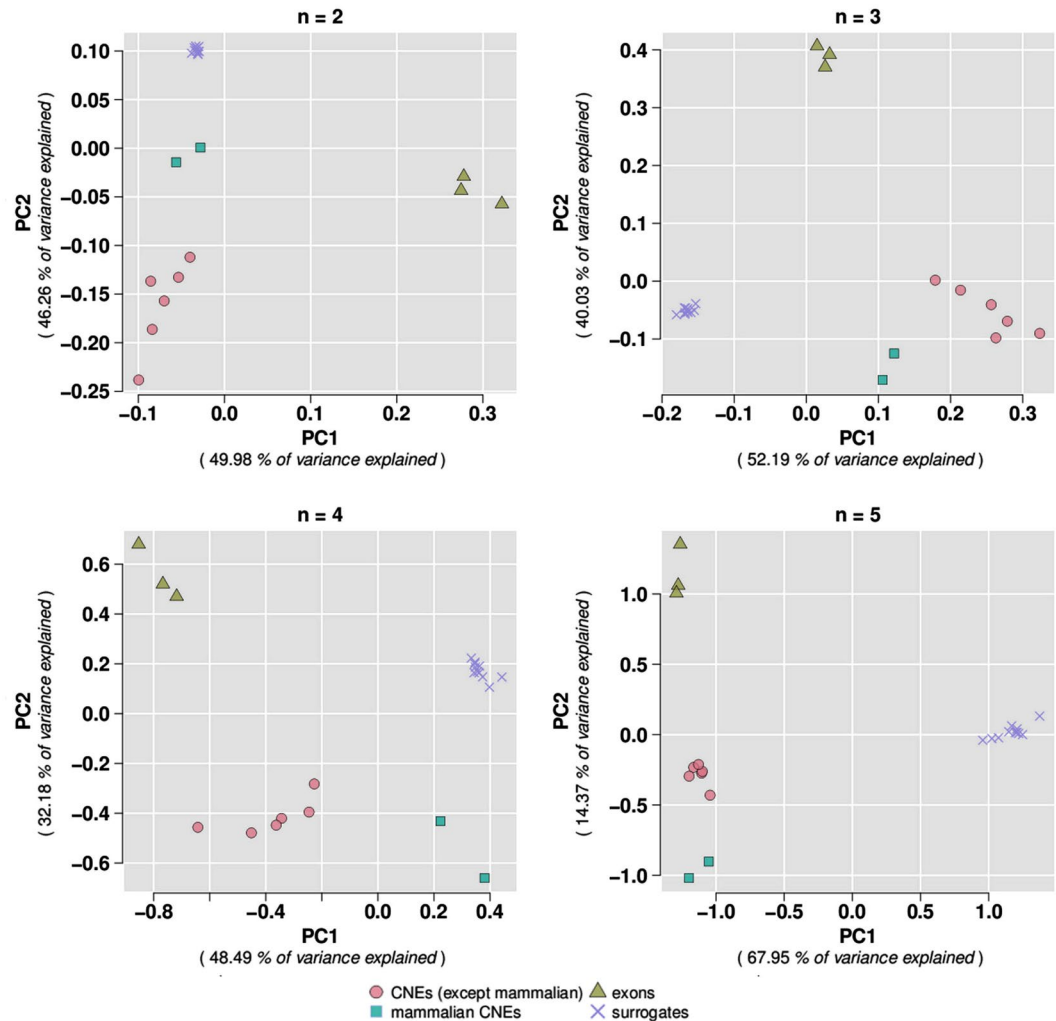 n = 2
0.10
0.05
0.00
−0.05
−0.10
−0.15
−0.20
−0.25
PC2
( 46.26 % of variance explained )
−0.1 0.0 0.1 0.2 0.3
PC1
( 49.98 % of variance explained )
n = 3
0.4
0.3
0.2
0.1
0.0
−0.1
PC2
( 40.03 % of variance explained )
−0.2 −0.1 0.0 0.1 0.2 0.3
PC1
( 52.19 % of variance explained )
n = 4
0.6
0.4
0.2
0.0
−0.2
−0.4
−0.6
PC2
( 32.18 % of variance explained )
−0.8 −0.4 0.0 0.2 0.4
PC1
( 48.49 % of variance explained )
n = 5
1.0
0.5
0.0
−0.5
−1.0
PC2
( 14.37 % of variance explained )
−1.0 −0.5 0.0 0.5 1.0
PC1
( 67.95 % of variance explained )
CNEs (except mammalian) exons
mammalian CNEs surrogates